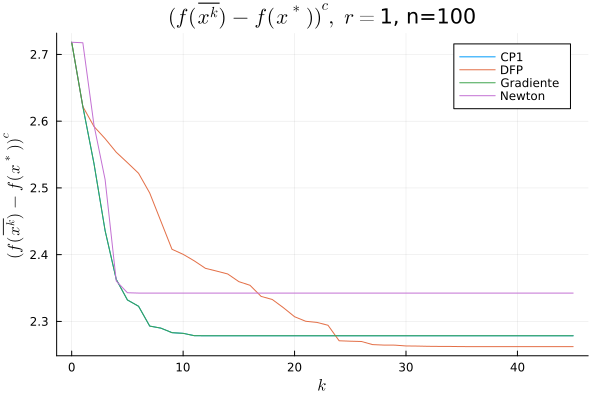 (f(x̅ᵏ) − f(x*))ᶜ, r = 1, n=100
CP1
DFP
Gradiente
Newton
2.7
2.6
2.5
2.4
2.3
(f(x̅ᵏ) − f(x*))ᶜ
0 10 20 30 40
k